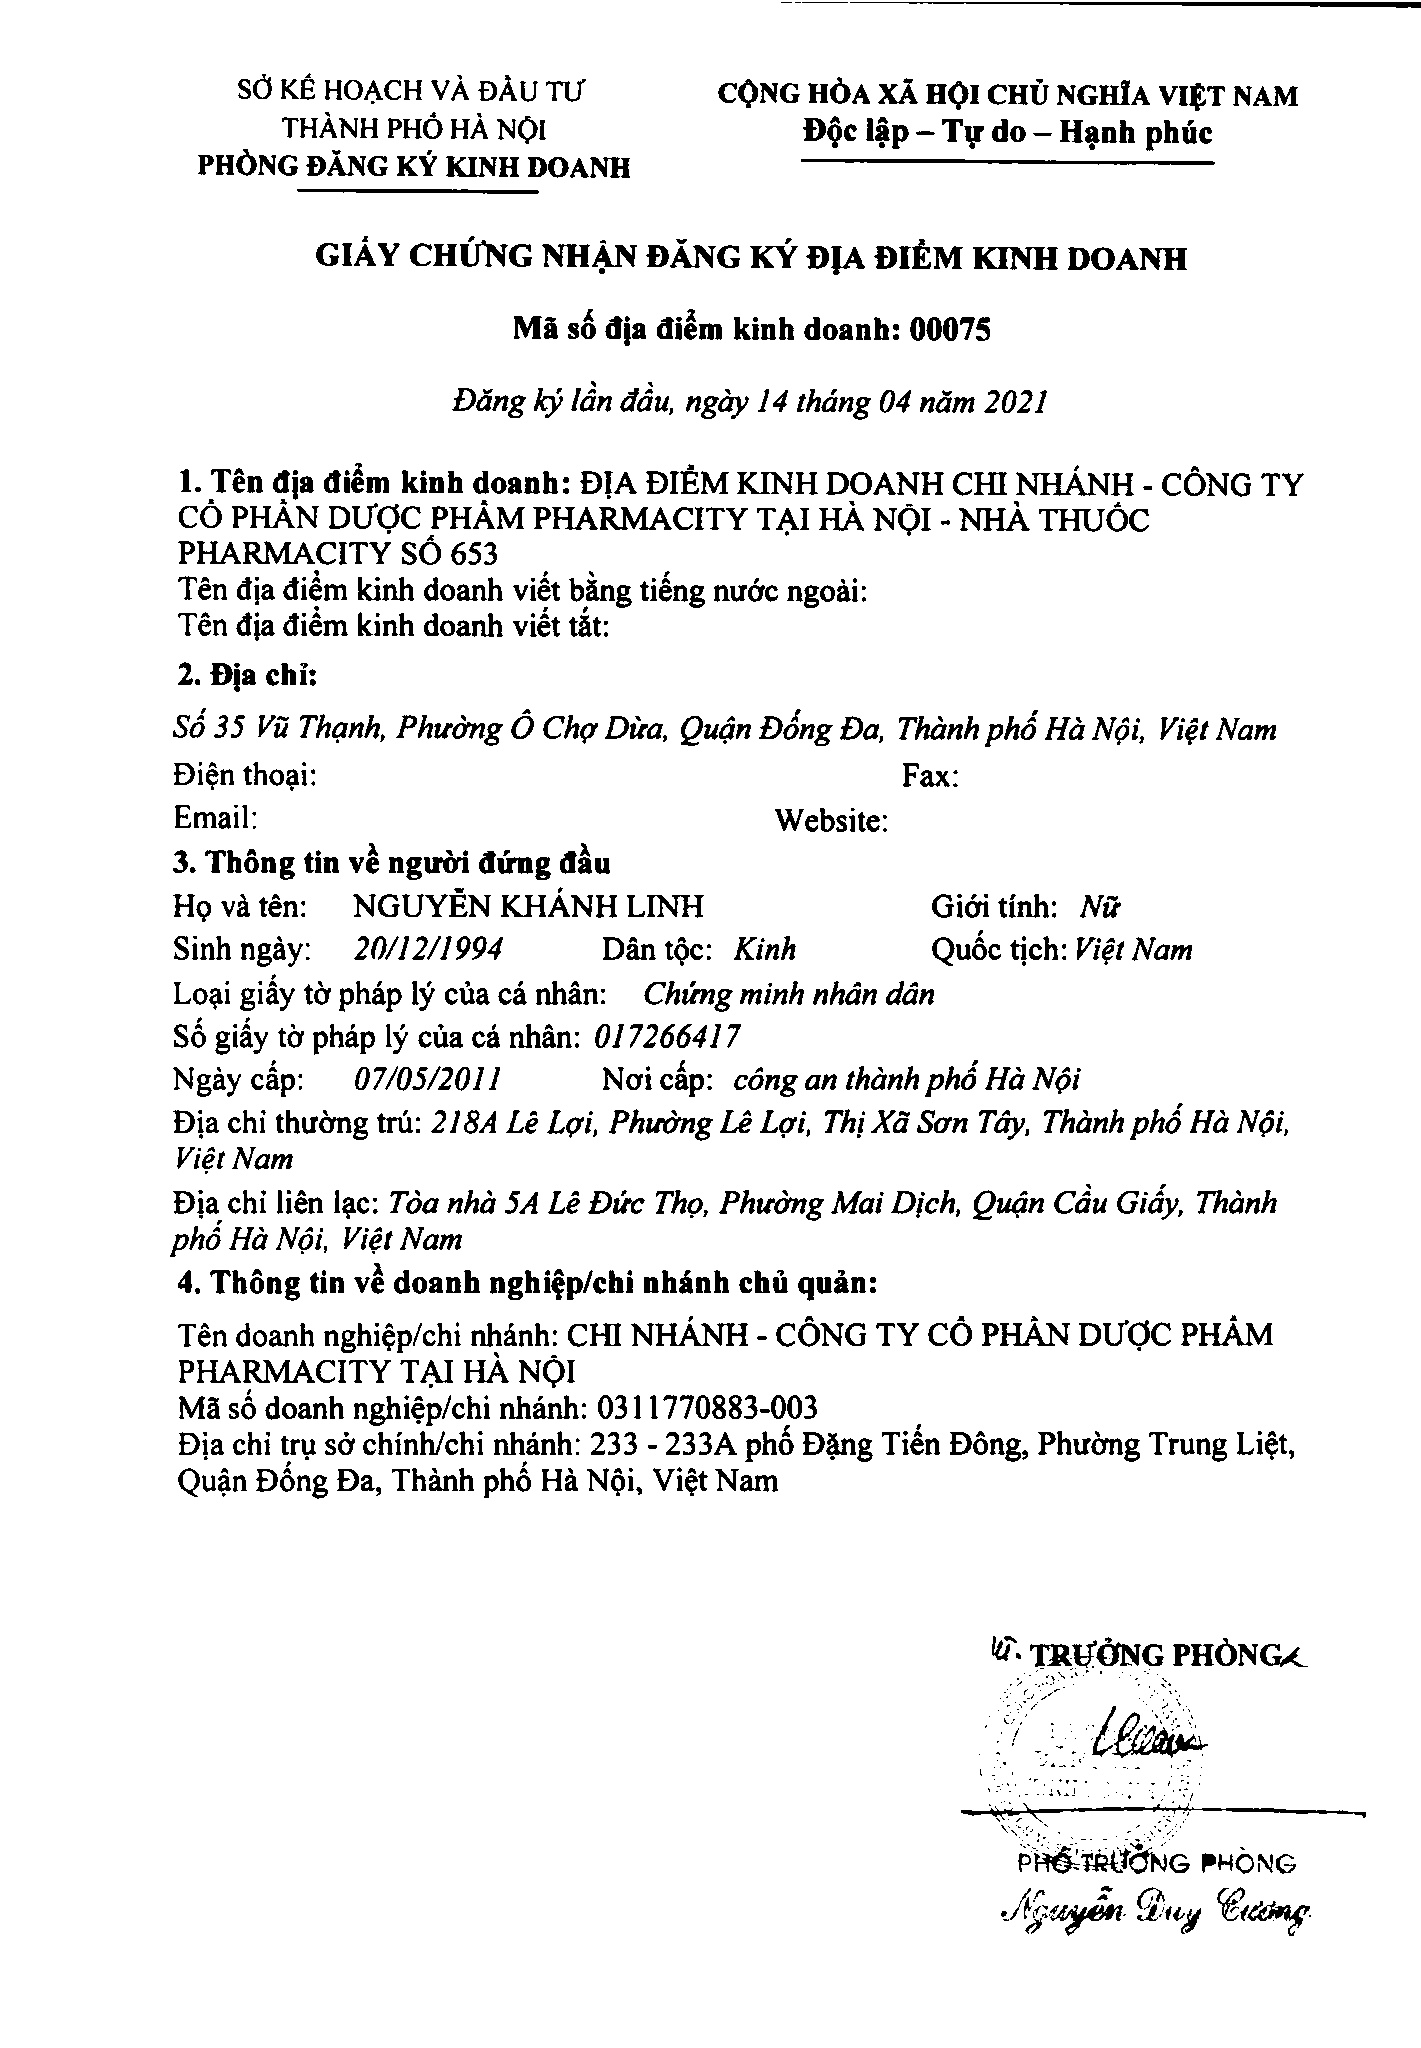 SỞ KẾ HOẠCH VÀ ĐẦU TƯ
THÀNH PHỐ HÀ NỘI
PHÒNG ĐĂNG KÝ KINH DOANH
CỘNG HÒA XÃ HỘI CHỦ NGHĨA VIỆT NAM
Độc lập – Tự do – Hạnh phúc
GIẤY CHỨNG NHẬN ĐĂNG KÝ ĐỊA ĐIỂM KINH DOANH
Mã số địa điểm kinh doanh: 00075
Đăng ký lần đầu, ngày 14 tháng 04 năm 2021
1. Tên địa điểm kinh doanh: ĐỊA ĐIỂM KINH DOANH CHI NHÁNH - CÔNG TY
CỔ PHẦN DƯỢC PHẨM PHARMACITY TẠI HÀ NỘI - NHÀ THUỐC
PHARMACITY SỐ 653
Tên địa điểm kinh doanh viết bằng tiếng nước ngoài:
Tên địa điểm kinh doanh viết tắt:
2. Địa chỉ:
Số 35 Vũ Thạnh, Phường Ô Chợ Dừa, Quận Đống Đa, Thành phố Hà Nội, Việt Nam
Điện thoại: Fax:
Email: Website:
3. Thông tin về người đứng đầu
Họ và tên: NGUYỄN KHÁNH LINH Giới tính: Nữ
Sinh ngày: 20/12/1994 Dân tộc: Kinh Quốc tịch: Việt Nam
Loại giấy tờ pháp lý của cá nhân: Chứng minh nhân dân
Số giấy tờ pháp lý của cá nhân: 017266417
Ngày cấp: 07/05/2011 Nơi cấp: công an thành phố Hà Nội
Địa chỉ thường trú: 218A Lê Lợi, Phường Lê Lợi, Thị Xã Sơn Tây, Thành phố Hà Nội,
Việt Nam
Địa chỉ liên lạc: Tòa nhà 5A Lê Đức Thọ, Phường Mai Dịch, Quận Cầu Giấy, Thành
phố Hà Nội, Việt Nam
4. Thông tin về doanh nghiệp/chi nhánh chủ quản:
Tên doanh nghiệp/chi nhánh: CHI NHÁNH - CÔNG TY CỔ PHẦN DƯỢC PHẨM
PHARMACITY TẠI HÀ NỘI
Mã số doanh nghiệp/chi nhánh: 0311770883-003
Địa chỉ trụ sở chính/chi nhánh: 233 - 233A phố Đặng Tiến Đông, Phường Trung Liệt,
Quận Đống Đa, Thành phố Hà Nội, Việt Nam
TRƯỞNG PHÒNG
PHÓ TRƯỞNG PHÒNG
Nguyễn Duy Cương